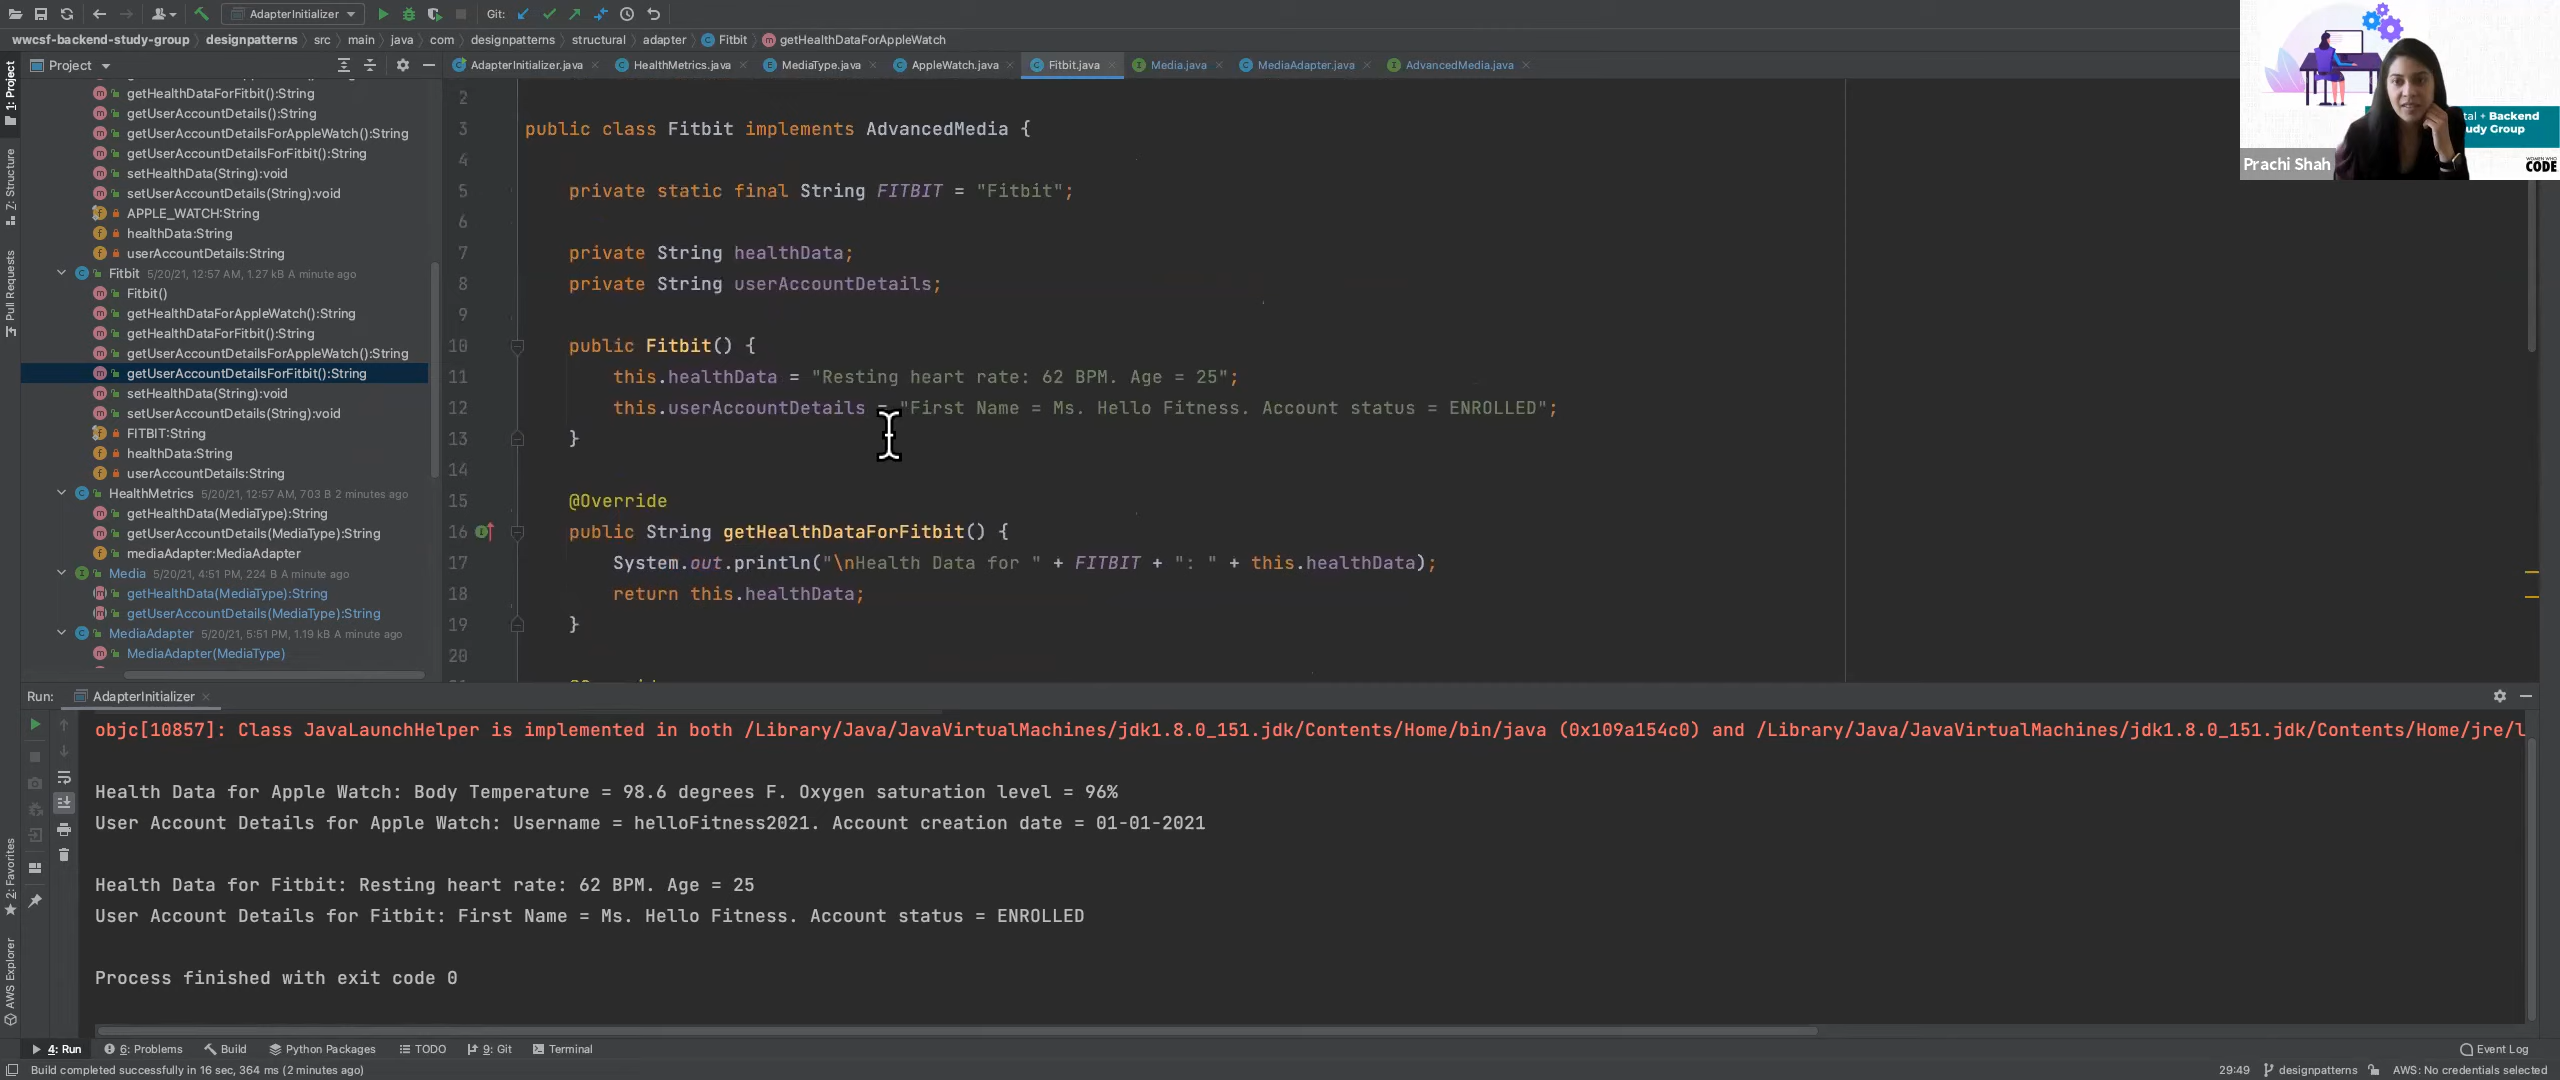 AdapterInitializer
Git:
wwcsf-backend-study-group designpatterns src main java com designpatterns structural adapter Fitbit getHealthDataForAppleWatch
Project
AdapterInitializer.java HealthMetrics.java MediaType.java AppleWatch.java Fitbit.java Media.java MediaAdapter.java AdvancedMedia.java
1: Project
7: Structure
Pull Requests
2: Favorites
AWS Explorer
getHealthDataForFitbit():String
getUserAccountDetails():String
getUserAccountDetailsForAppleWatch():String
getUserAccountDetailsForFitbit():String
setHealthData(String):void
setUserAccountDetails(String):void
APPLE_WATCH:String
healthData:String
userAccountDetails:String
Fitbit 5/20/21, 12:57 AM, 1.27 kB A minute ago
Fitbit()
getHealthDataForAppleWatch():String
getHealthDataForFitbit():String
getUserAccountDetailsForAppleWatch():String
getUserAccountDetailsForFitbit():String
setHealthData(String):void
setUserAccountDetails(String):void
FITBIT:String
healthData:String
userAccountDetails:String
HealthMetrics 5/20/21, 12:57 AM, 703 B 2 minutes ago
getHealthData(MediaType):String
getUserAccountDetails(MediaType):String
mediaAdapter:MediaAdapter
Media 5/20/21, 4:51 PM, 224 B A minute ago
getHealthData(MediaType):String
getUserAccountDetails(MediaType):String
MediaAdapter 5/20/21, 5:51 PM, 1.19 kB A minute ago
MediaAdapter(MediaType)
2
3 public class Fitbit implements AdvancedMedia {
4
5 private static final String FITBIT = "Fitbit";
6
7 private String healthData;
8 private String userAccountDetails;
9
10 public Fitbit() {
11 this.healthData = "Resting heart rate: 62 BPM. Age = 25";
12 this.userAccountDetails = "First Name = Ms. Hello Fitness. Account status = ENROLLED";
13 }
14
15 @Override
16 public String getHealthDataForFitbit() {
17 System.out.println("\nHealth Data for " + FITBIT + ": " + this.healthData);
18 return this.healthData;
19 }
20
Prachi Shah
tal + Backend
udy Group
WOMEN WHO
CODE
Run: AdapterInitializer
objc[10857]: Class JavaLaunchHelper is implemented in both /Library/Java/JavaVirtualMachines/jdk1.8.0_151.jdk/Contents/Home/bin/java (0x109a154c0) and /Library/Java/JavaVirtualMachines/jdk1.8.0_151.jdk/Contents/Home/jre/l
Health Data for Apple Watch: Body Temperature = 98.6 degrees F. Oxygen saturation level = 96%
User Account Details for Apple Watch: Username = helloFitness2021. Account creation date = 01-01-2021
Health Data for Fitbit: Resting heart rate: 62 BPM. Age = 25
User Account Details for Fitbit: First Name = Ms. Hello Fitness. Account status = ENROLLED
Process finished with exit code 0
4: Run 6: Problems Build Python Packages TODO 9: Git Terminal Event Log
Build completed successfully in 16 sec, 364 ms (2 minutes ago) 29:49 designpatterns AWS: No credentials selected